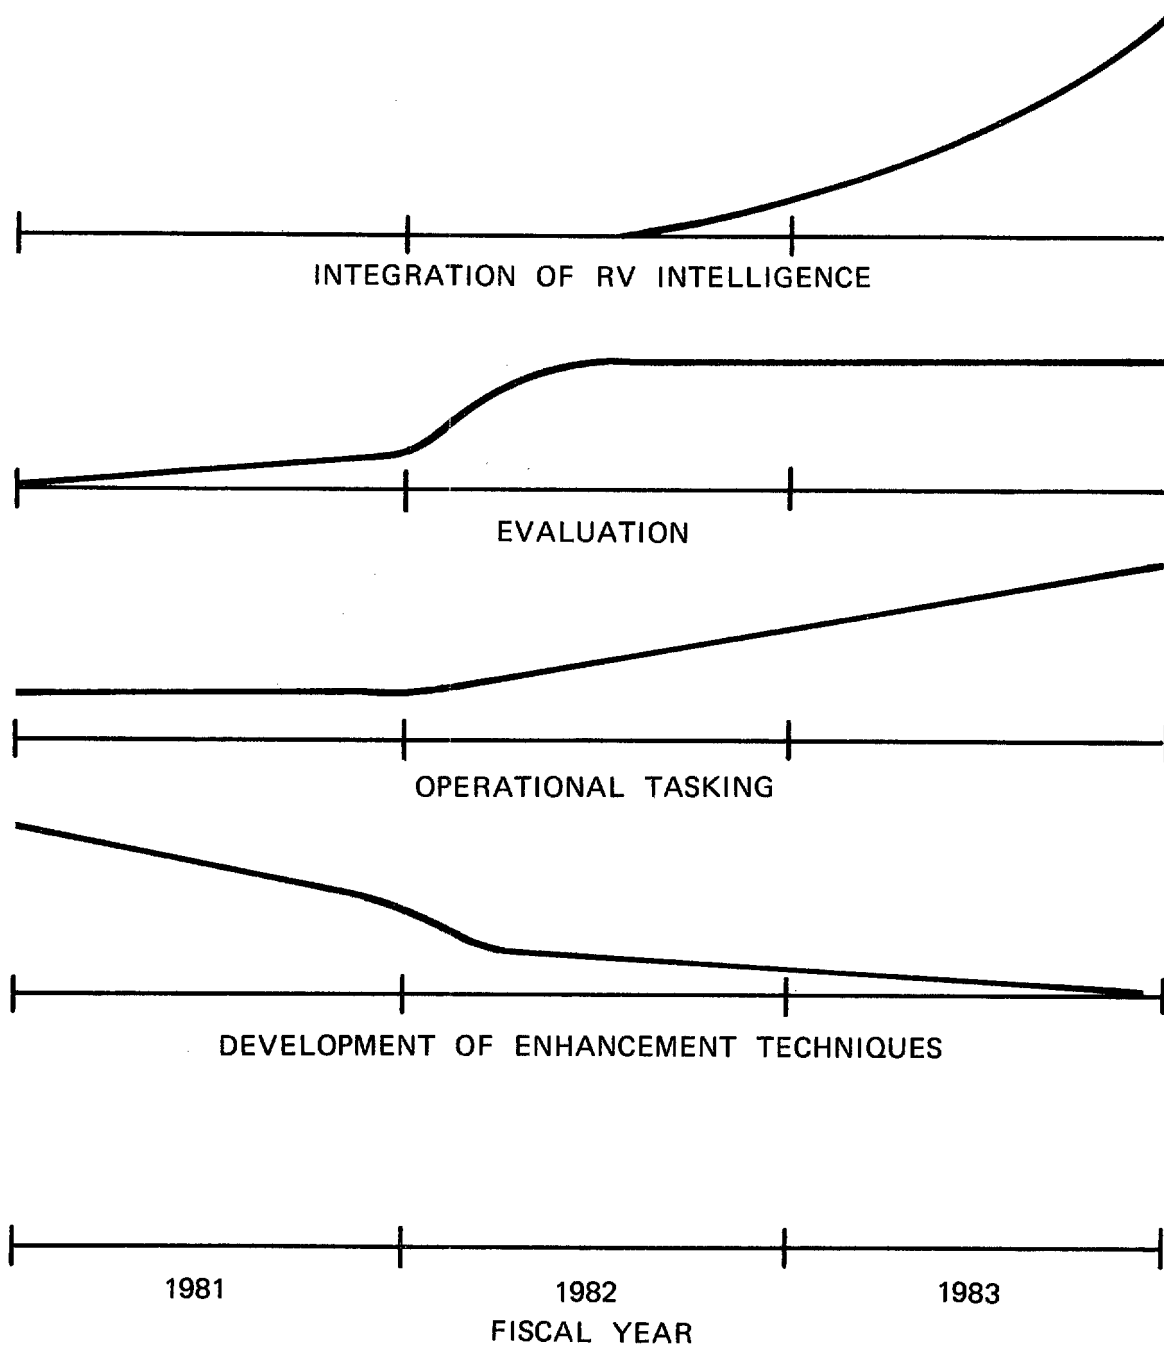 INTEGRATION OF RV INTELLIGENCE
EVALUATION
OPERATIONAL TASKING
DEVELOPMENT OF ENHANCEMENT TECHNIQUES
1981 1982 1983
FISCAL YEAR